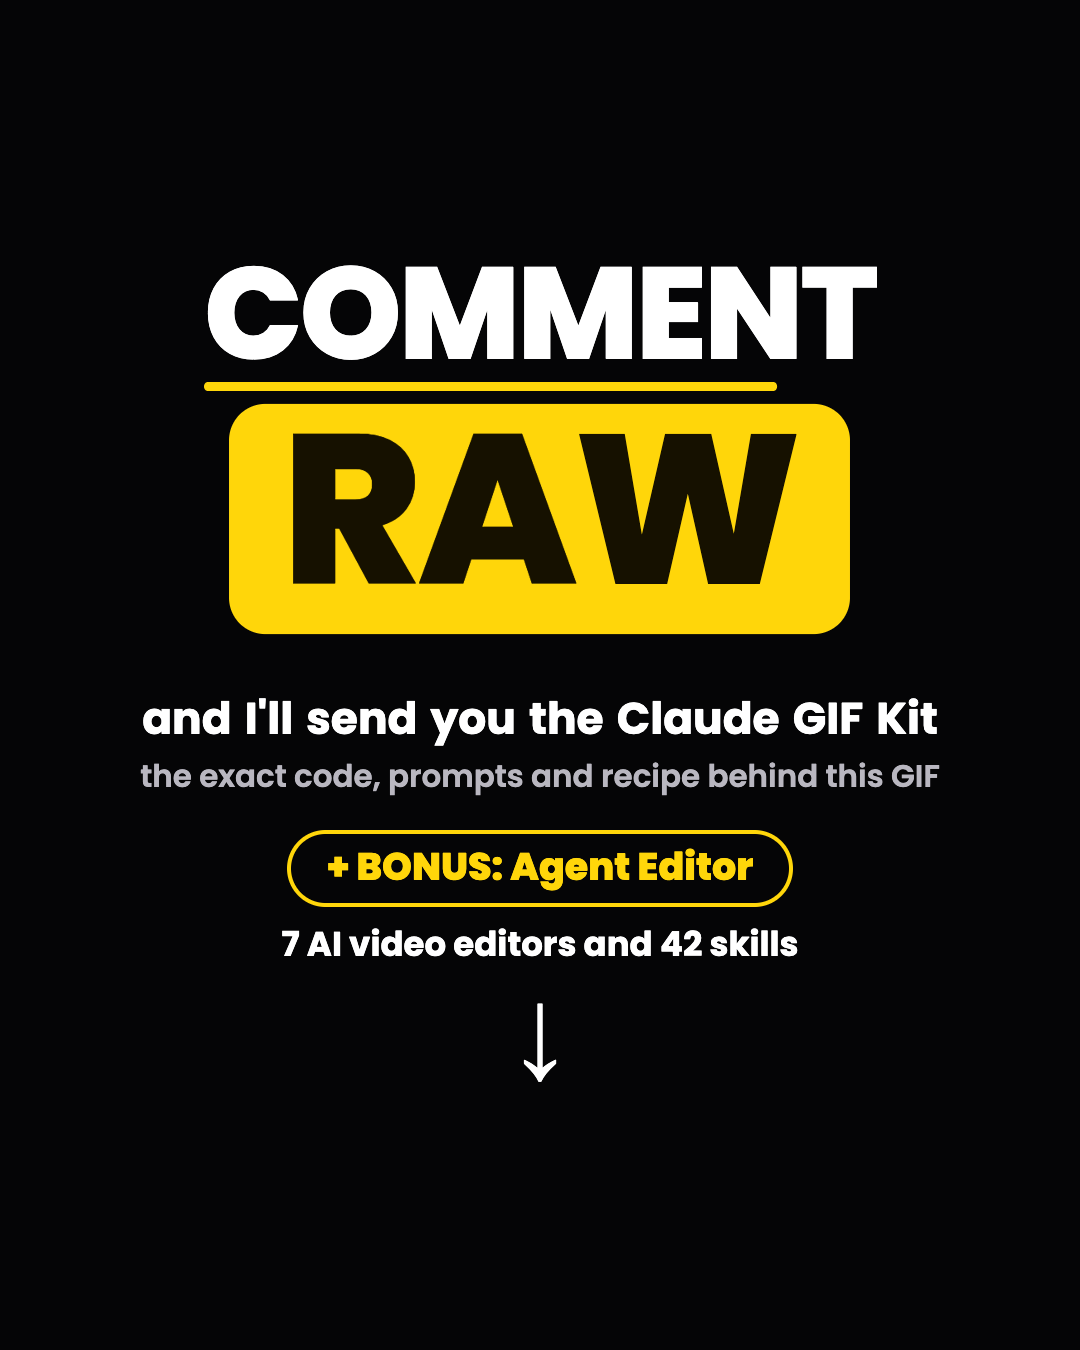 COMMENT
RAW
and I'll send you the Claude GIF Kit
the exact code, prompts and recipe behind this GIF
+ BONUS: Agent Editor
7 AI video editors and 42 skills
↓